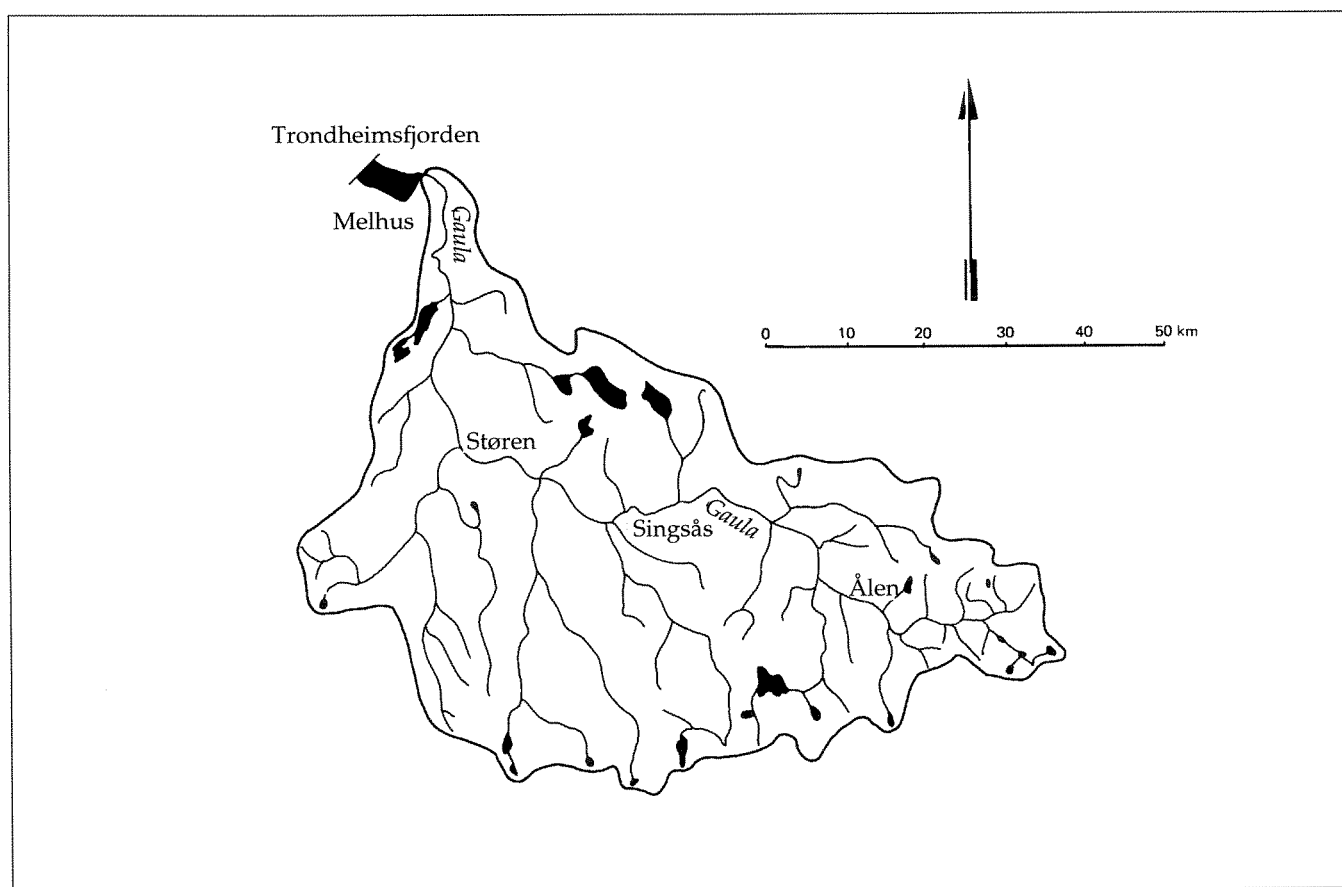 Trondheimsfjorden
Melhus
Gaula
0 10 20 30 40 50 km
Støren
Singsås
Gaula
Ålen